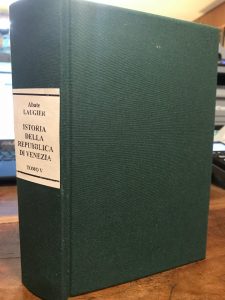 Abate
LAUGIER
ISTORIA
DELLA
REPUBBLICA
DI VENEZIA
TOMO V